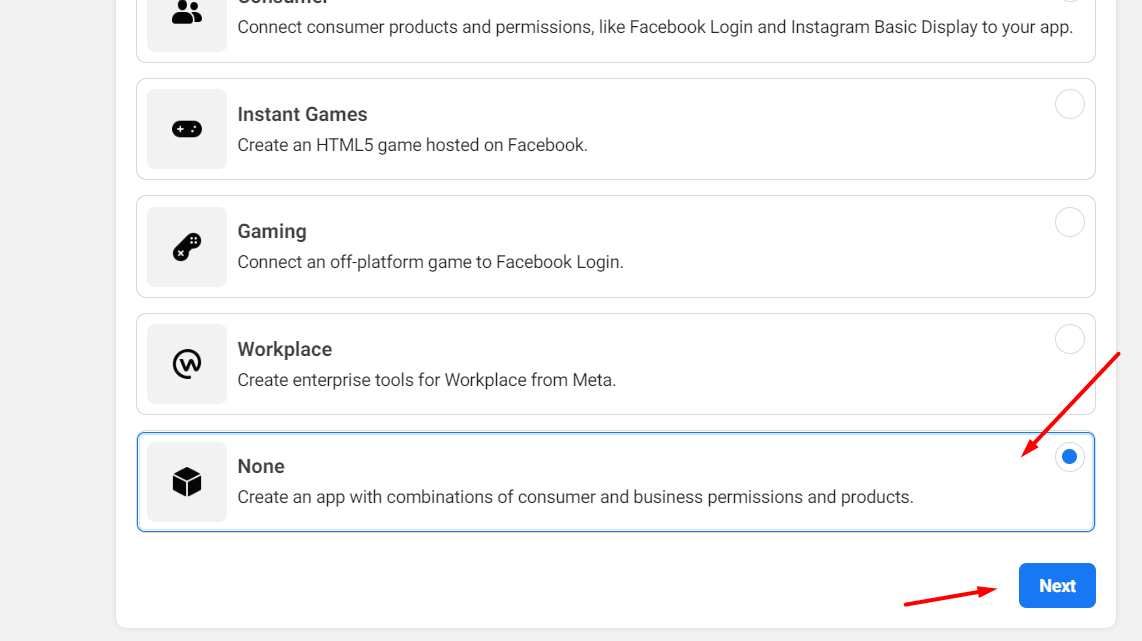 Consumer
Connect consumer products and permissions, like Facebook Login and Instagram Basic Display to your app.
Instant Games
Create an HTML5 game hosted on Facebook.
Gaming
Connect an off-platform game to Facebook Login.
Workplace
Create enterprise tools for Workplace from Meta.
None
Create an app with combinations of consumer and business permissions and products.
Next